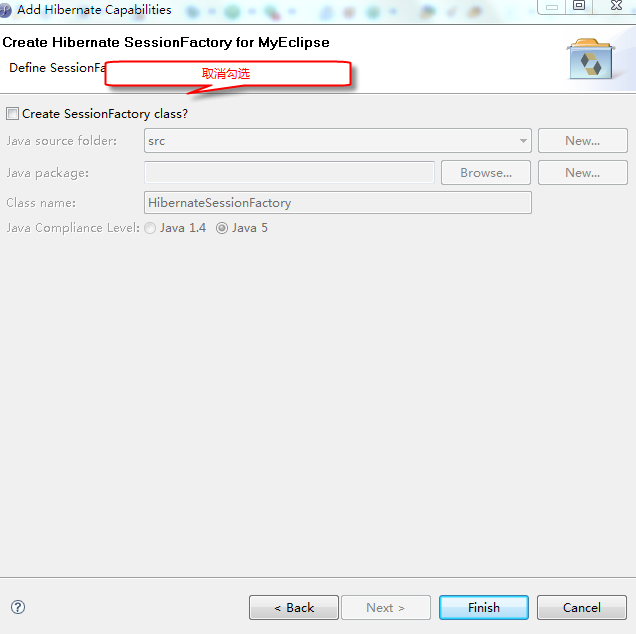 Add Hibernate Capabilities
Create Hibernate SessionFactory for MyEclipse
Define SessionFa
取消勾选
Create SessionFactory class?
Java source folder: src New...
Java package: Browse... New...
Class name: HibernateSessionFactory
Java Compliance Level: Java 1.4 Java 5
? < Back Next > Finish Cancel